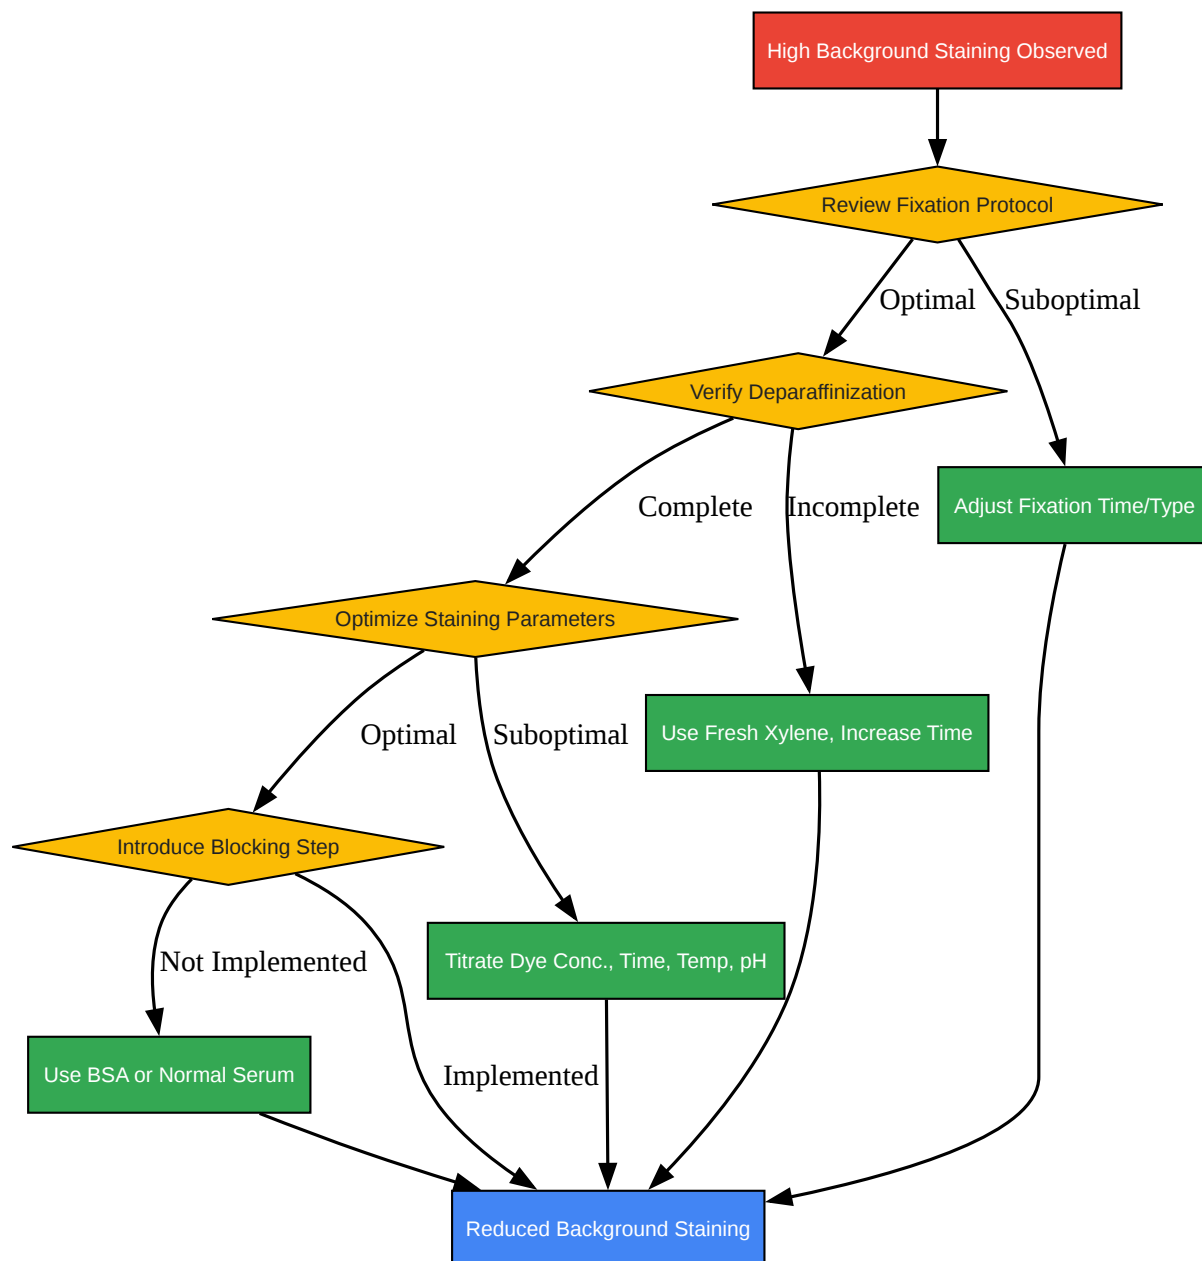 High Background Staining Observed
Review Fixation Protocol
Optimal
Suboptimal
Verify Deparaffinization
Complete
Incomplete
Adjust Fixation Time/Type
Optimize Staining Parameters
Optimal
Suboptimal
Use Fresh Xylene, Increase Time
Introduce Blocking Step
Not Implemented
Titrate Dye Conc., Time, Temp, pH
Use BSA or Normal Serum
Implemented
Reduced Background Staining